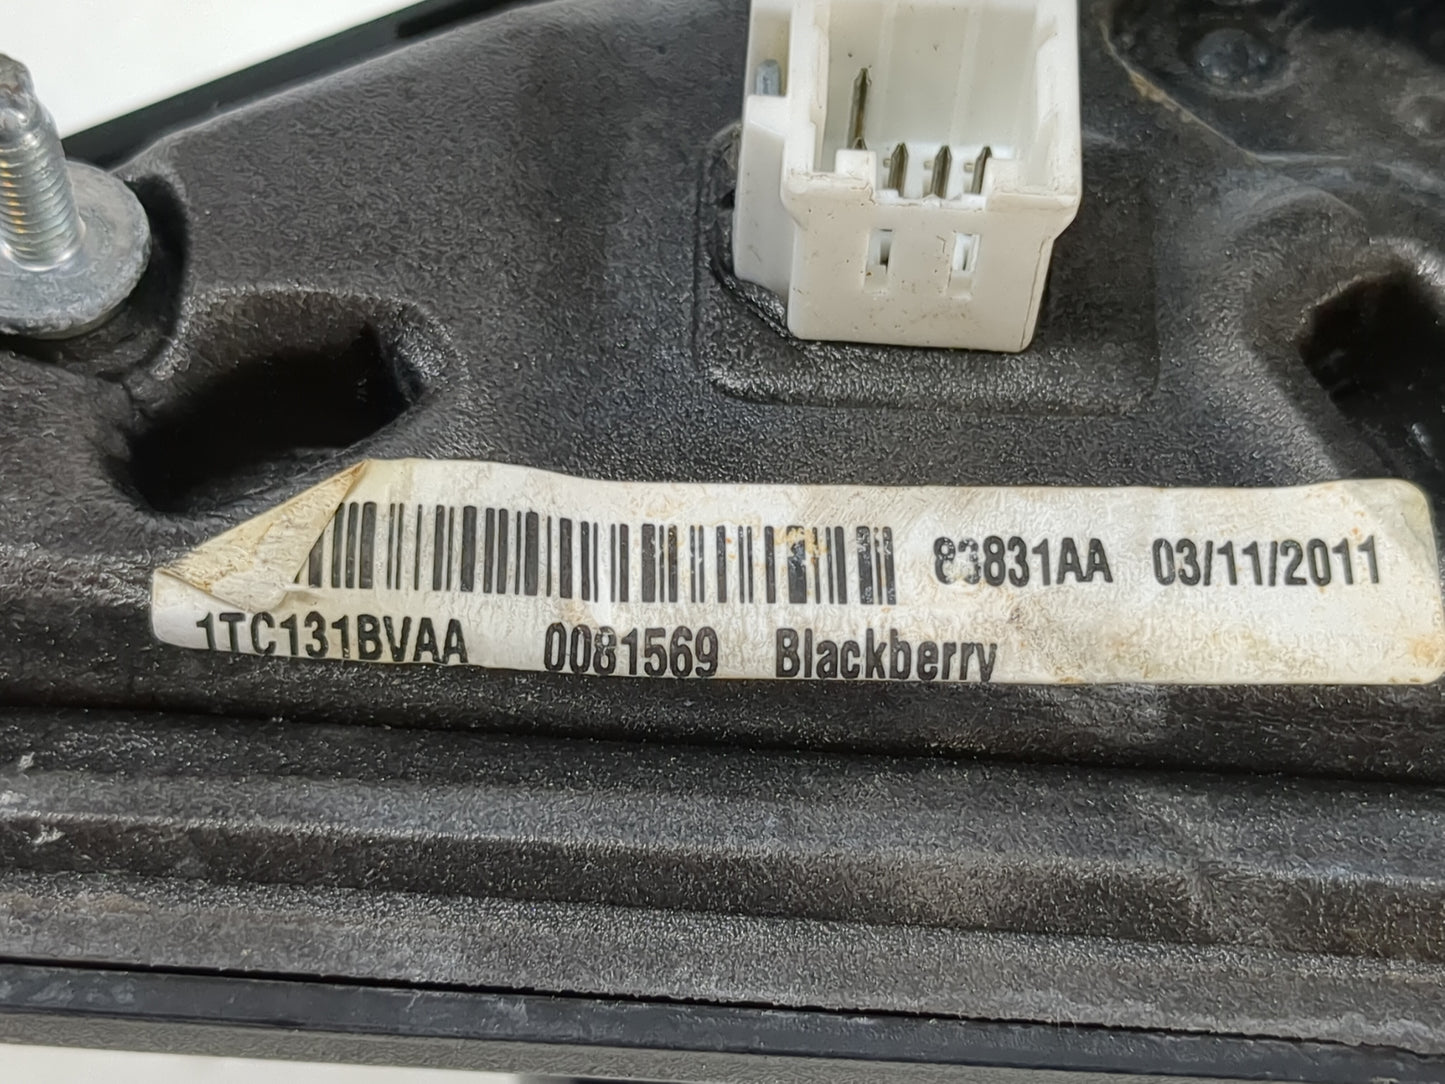 83831AA 03/11/2011
1TC131BVAA 0081569 Blackberry